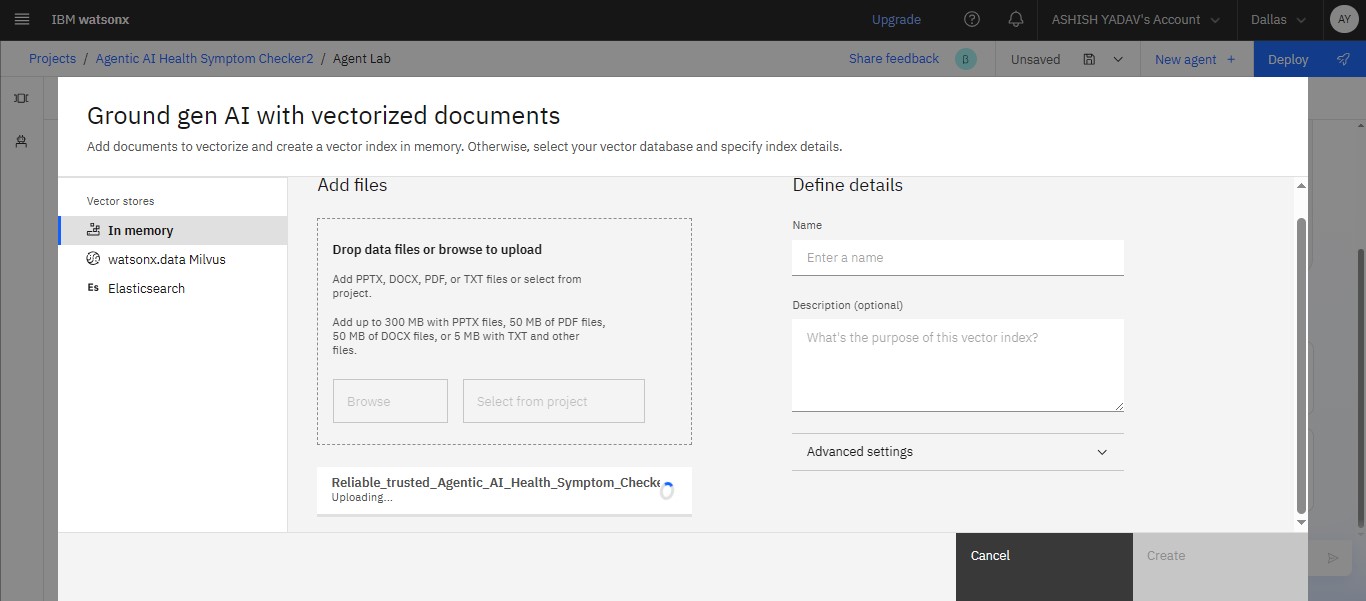 IBM watsonx
Upgrade
ASHISH YADAV's Account
Dallas
AY
Projects / Agentic AI Health Symptom Checker2 / Agent Lab
Share feedback
β
Unsaved
New agent +
Deploy
Ground gen AI with vectorized documents
Add documents to vectorize and create a vector index in memory. Otherwise, select your vector database and specify index details.
Vector stores
In memory
watsonx.data Milvus
Es Elasticsearch
Add files
Drop data files or browse to upload
Add PPTX, DOCX, PDF, or TXT files or select from
project.
Add up to 300 MB with PPTX files, 50 MB of PDF files,
50 MB of DOCX files, or 5 MB with TXT and other
files.
Browse
Select from project
Reliable_trusted_Agentic_AI_Health_Symptom_Checke
Uploading...
Define details
Name
Enter a name
Description (optional)
What's the purpose of this vector index?
Advanced settings
Cancel
Create